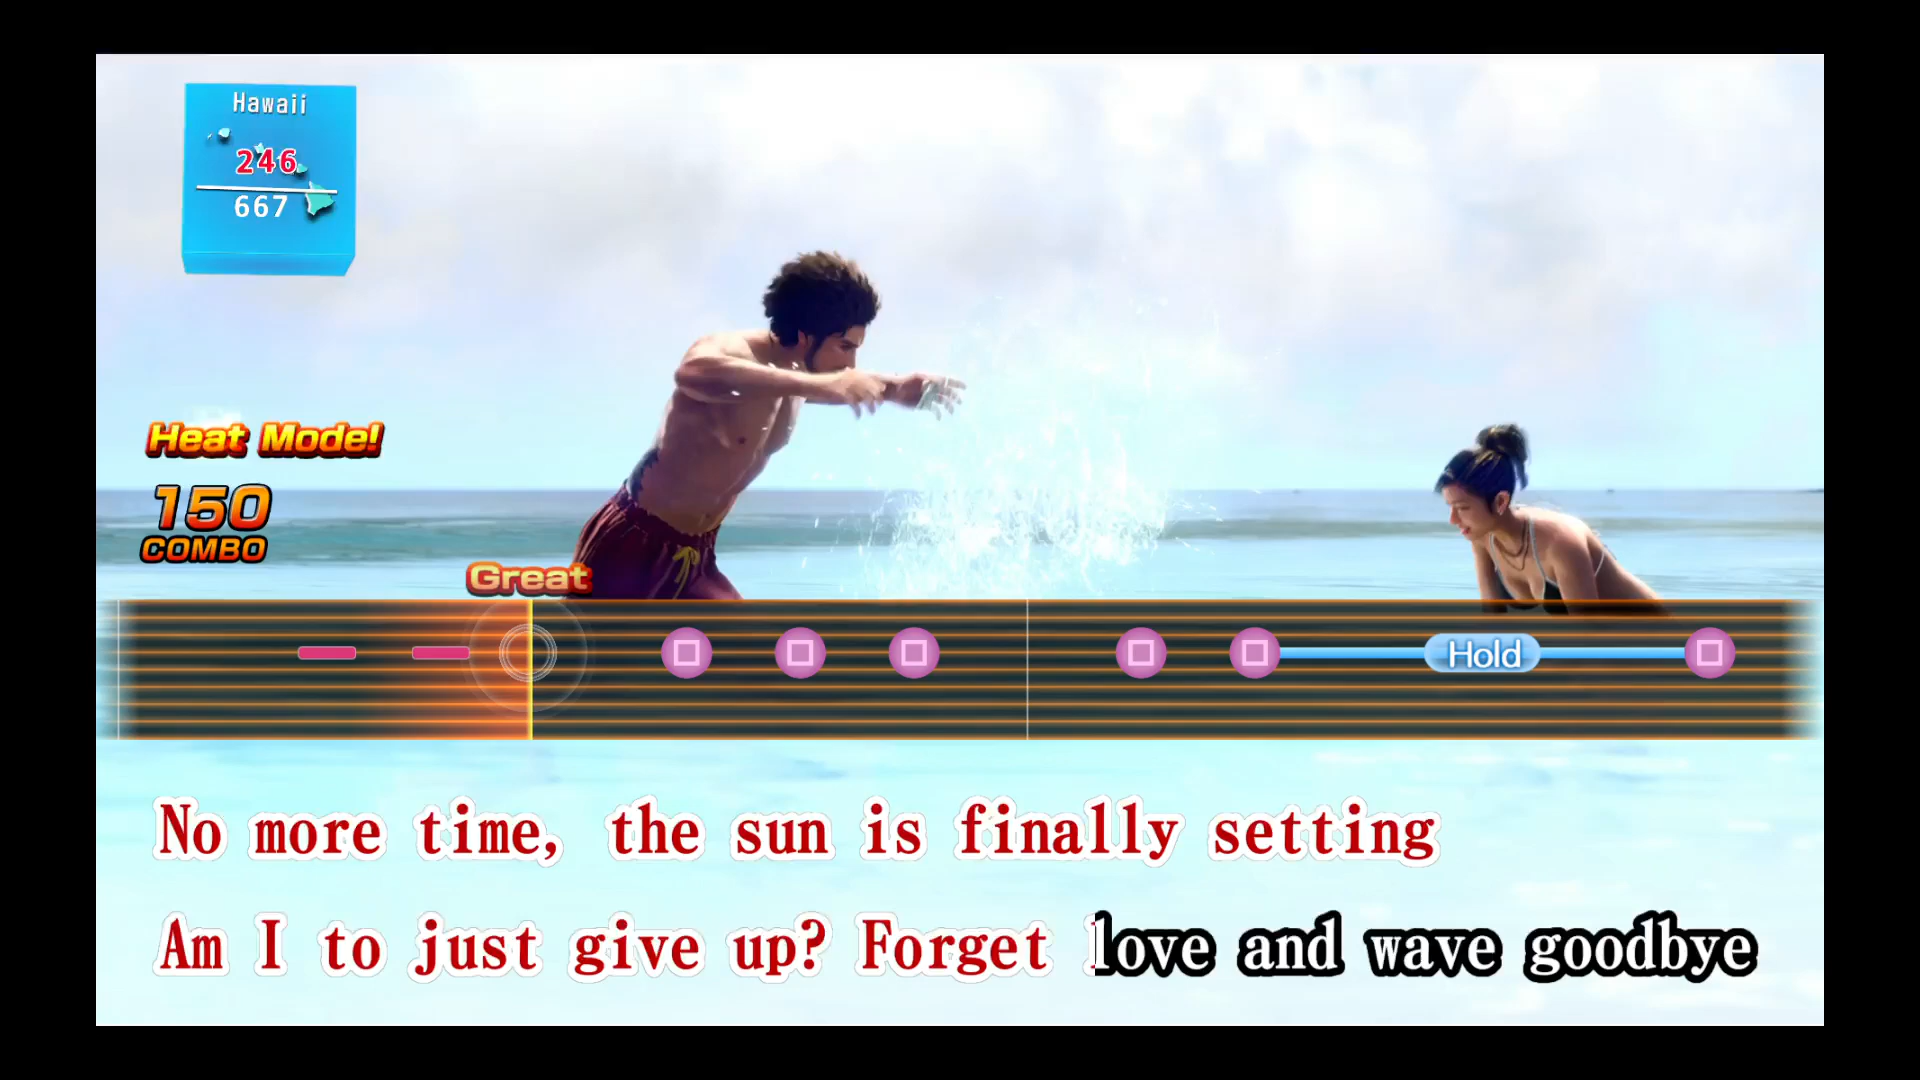 Hawaii
246
667
Heat Mode!
150
COMBO
Great
Hold
No more time, the sun is finally setting
Am I to just give up? Forget love and wave goodbye